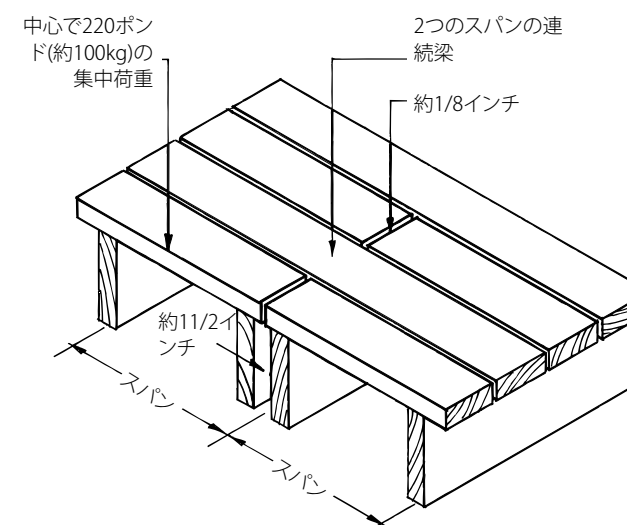 中心で220ポン
ド(約100kg)の
集中荷重
2つのスパンの連
続梁
約1/8インチ
約11/2イ
ンチ
スパン
スパン